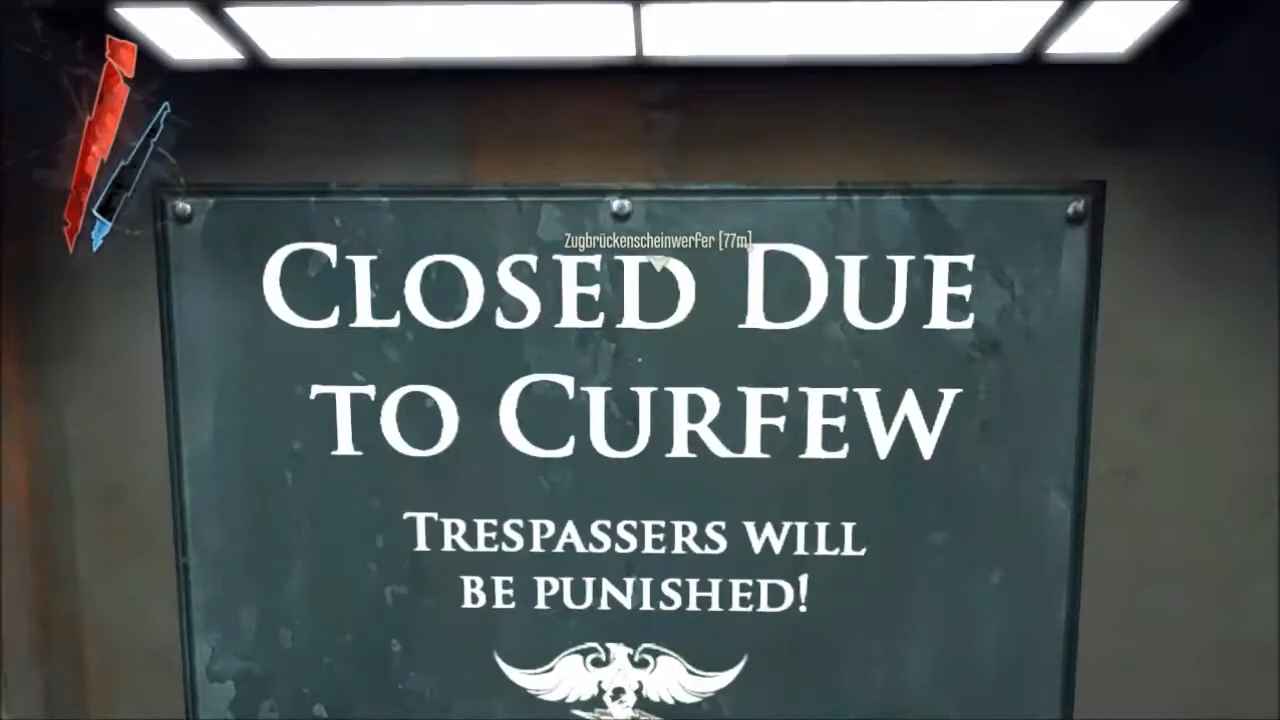 Zugbrückenscheinwerfer [77m]
CLOSED DUE
TO CURFEW
TRESPASSERS WILL
BE PUNISHED!